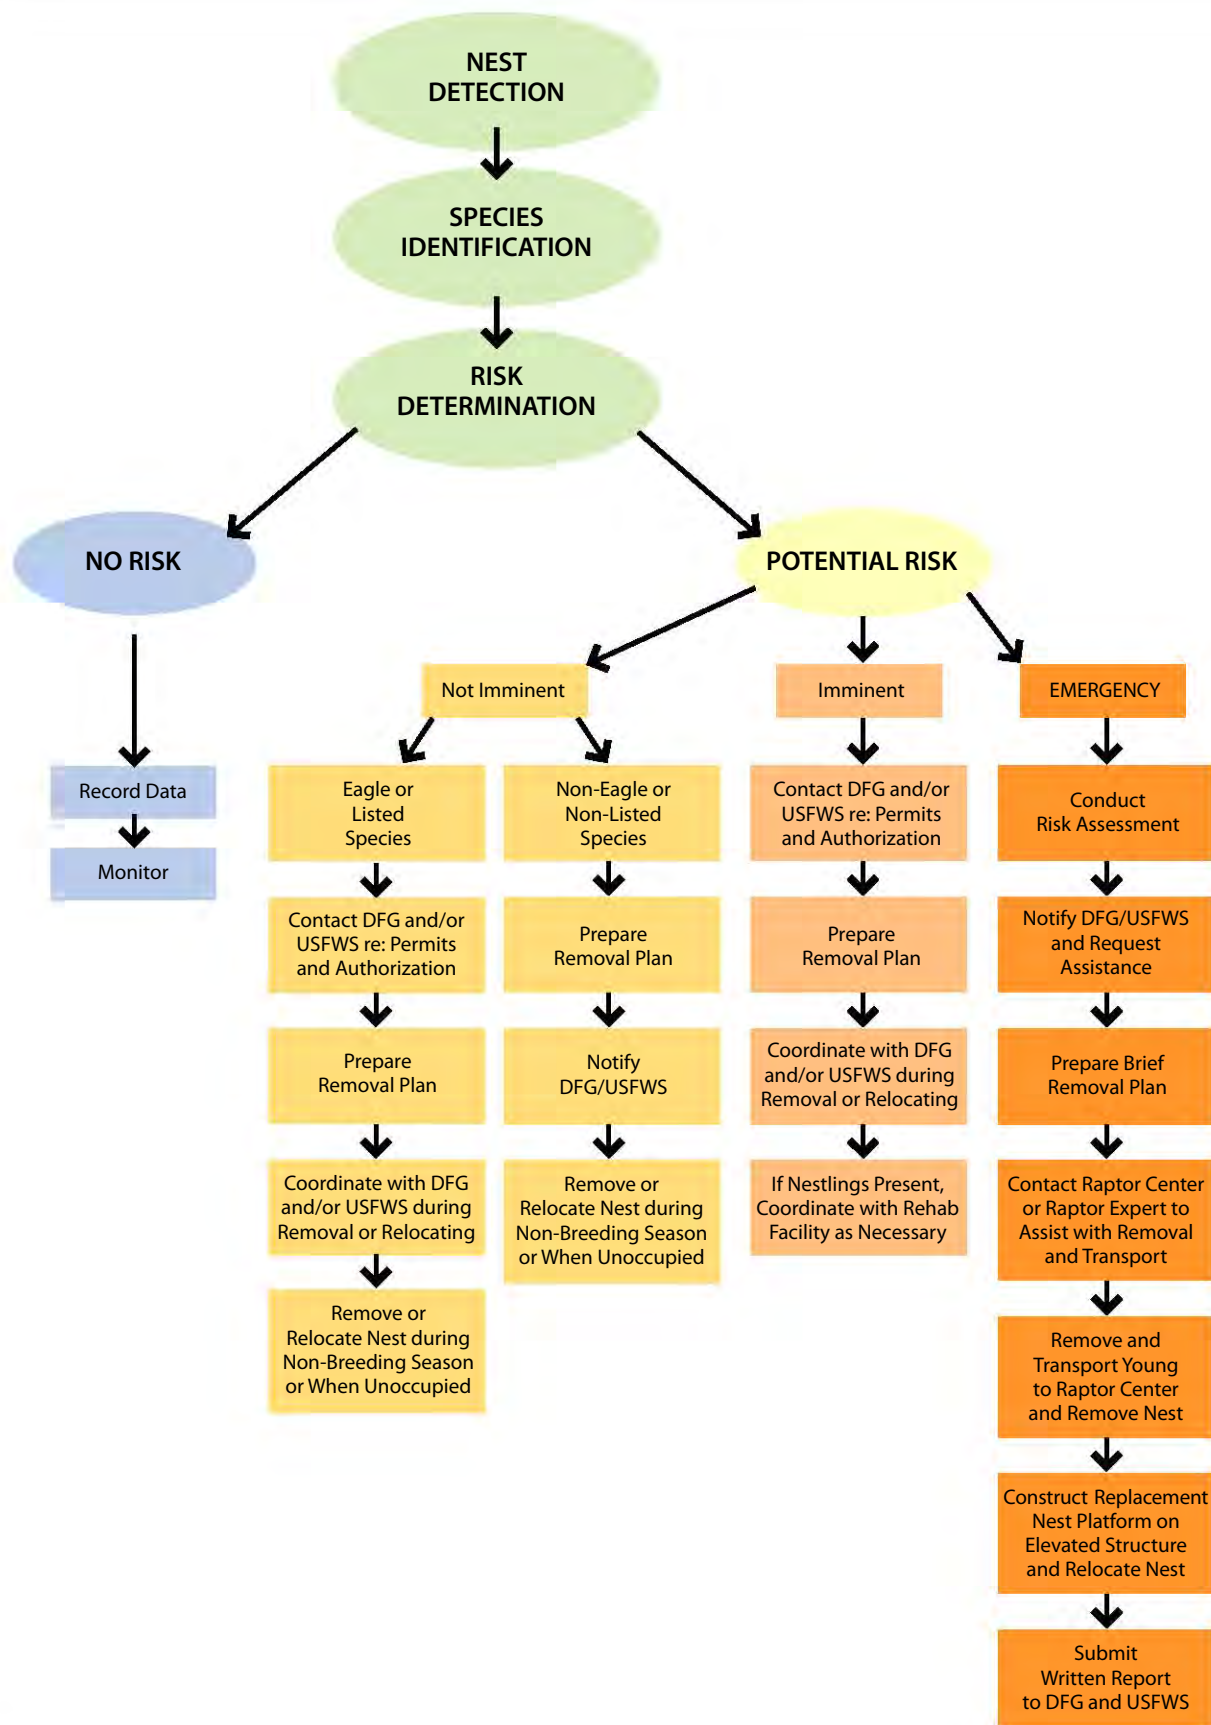 NEST
DETECTION
SPECIES
IDENTIFICATION
RISK
DETERMINATION
NO RISK
Record Data
Monitor
POTENTIAL RISK
Not Imminent
Eagle or
Listed
Species
Contact DFG and/or
USFWS re: Permits
and Authorization
Prepare
Removal Plan
Coordinate with DFG
and/or USFWS during
Removal or Relocating
Remove or
Relocate Nest during
Non-Breeding Season
or When Unoccupied
Non-Eagle or
Non-Listed
Species
Prepare
Removal Plan
Notify
DFG/USFWS
Remove or
Relocate Nest during
Non-Breeding Season
or When Unoccupied
Imminent
Contact DFG and/or
USFWS re: Permits
and Authorization
Prepare
Removal Plan
Coordinate with DFG
and/or USFWS during
Removal or Relocating
If Nestlings Present,
Coordinate with Rehab
Facility as Necessary
EMERGENCY
Conduct
Risk Assessment
Notify DFG/USFWS
and Request
Assistance
Prepare Brief
Removal Plan
Contact Raptor Center
or Raptor Expert to
Assist with Removal
and Transport
Remove and
Transport Young
to Raptor Center
and Remove Nest
Construct Replacement
Nest Platform on
Elevated Structure
and Relocate Nest
Submit
Written Report
to DFG and USFWS